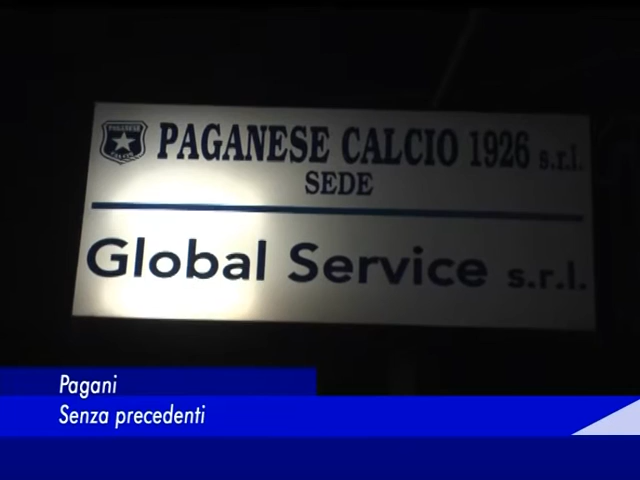 PAGANESE CALCIO 1926 s.r.l.
SEDE
Global Service s.r.l.
Pagani
Senza precedenti